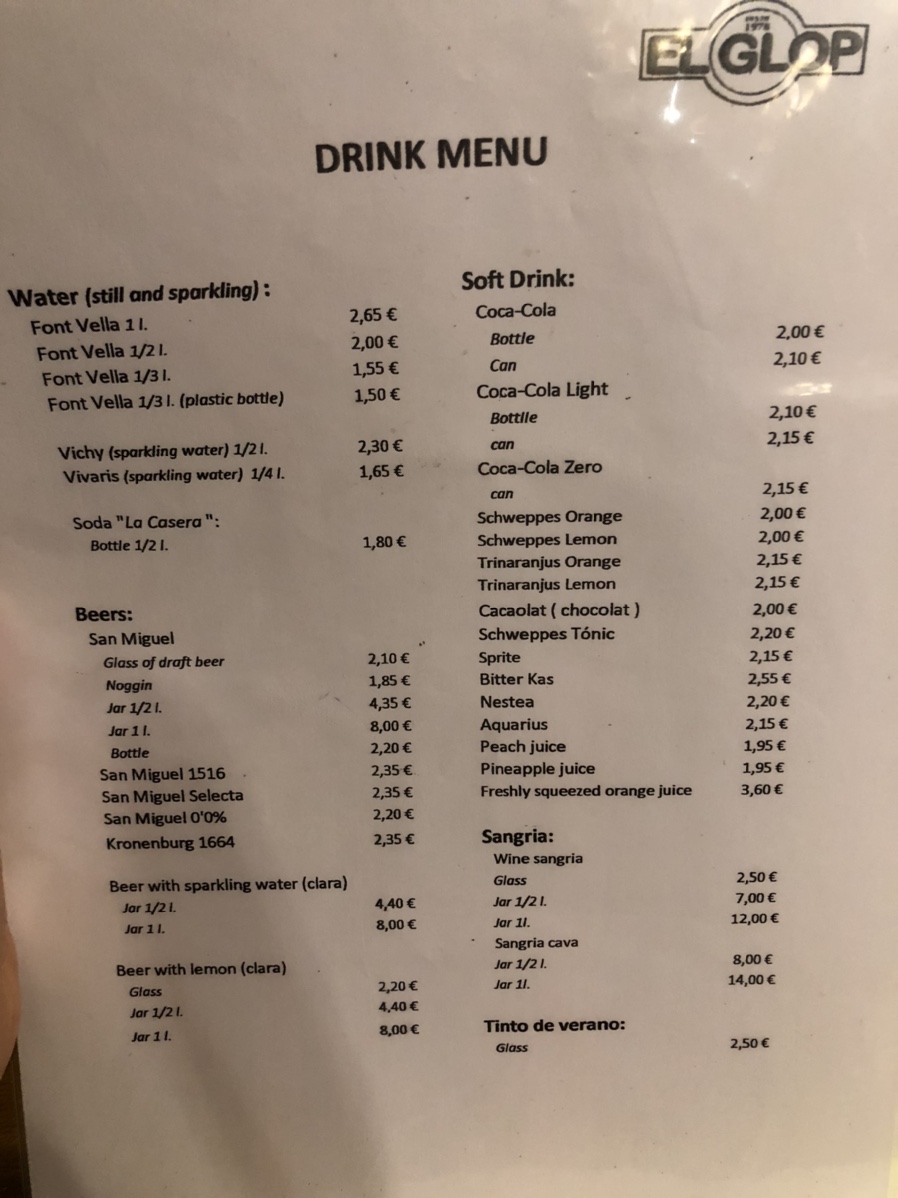 DESDE
1978
EL GLOP
DRINK MENU
Water (still and sparkling) :
Font Vella 1 l. 2,65 €
Font Vella 1/2 l. 2,00 €
Font Vella 1/3 l. 1,55 €
Font Vella 1/3 l. (plastic bottle) 1,50 €
Vichy (sparkling water) 1/2 l. 2,30 €
Vivaris (sparkling water) 1/4 l. 1,65 €
Soda "La Casera ":
Bottle 1/2 l. 1,80 €
Beers:
San Miguel
Glass of draft beer 2,10 €
Noggin 1,85 €
Jar 1/2 l. 4,35 €
Jar 1 l. 8,00 €
Bottle 2,20 €
San Miguel 1516 2,35 €
San Miguel Selecta 2,35 €
San Miguel 0'0% 2,20 €
Kronenburg 1664 2,35 €
Beer with sparkling water (clara)
Jar 1/2 l. 4,40 €
Jar 1 l. 8,00 €
Beer with lemon (clara)
Glass 2,20 €
Jar 1/2 l. 4,40 €
Jar 1 l. 8,00 €
Soft Drink:
Coca-Cola
Bottle 2,00 €
Can 2,10 €
Coca-Cola Light
Bottlle 2,10 €
can 2,15 €
Coca-Cola Zero
can 2,15 €
Schweppes Orange 2,00 €
Schweppes Lemon 2,00 €
Trinaranjus Orange 2,15 €
Trinaranjus Lemon 2,15 €
Cacaolat ( chocolat ) 2,00 €
Schweppes Tónic 2,20 €
Sprite 2,15 €
Bitter Kas 2,55 €
Nestea 2,20 €
Aquarius 2,15 €
Peach juice 1,95 €
Pineapple juice 1,95 €
Freshly squeezed orange juice 3,60 €
Sangria:
Wine sangria
Glass 2,50 €
Jar 1/2 l. 7,00 €
Jar 1l. 12,00 €
Sangria cava
Jar 1/2 l. 8,00 €
Jar 1l. 14,00 €
Tinto de verano:
Glass 2,50 €